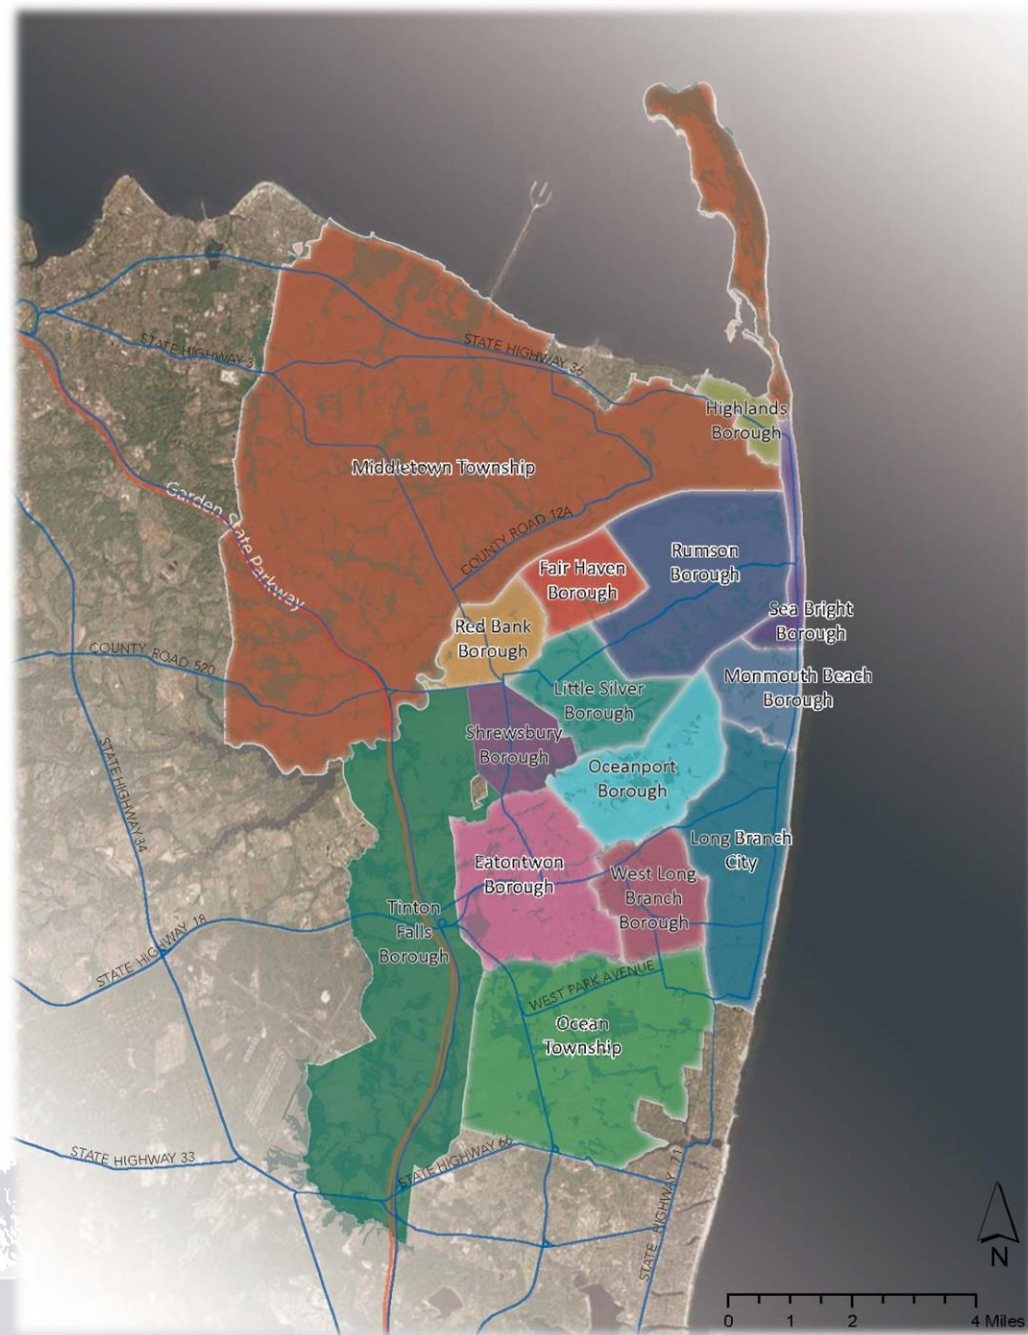 STATE HIGHWAY 3
STATE HIGHWAY 36
Highlands
Borough
Middletown Township
Garden State Parkway
COUNTY ROAD 12A
Rumson
Borough
Fair Haven
Borough
Sea Bright
Borough
Red Bank
Borough
COUNTY ROAD 520
Monmouth Beach
Borough
Little Silver
Borough
Shrewsbury
Borough
Oceanport
Borough
STATE HIGHWAY 34
Long Branch
City
Eatontwon
Borough
West Long
Branch
Borough
Tinton
Falls
Borough
STATE HIGHWAY 18
WEST PARK AVENUE
Ocean
Township
STATE HIGHWAY 33
STATE HIGHWAY 66
STATE HIGHWAY 71
N
0 1 2 4 Miles